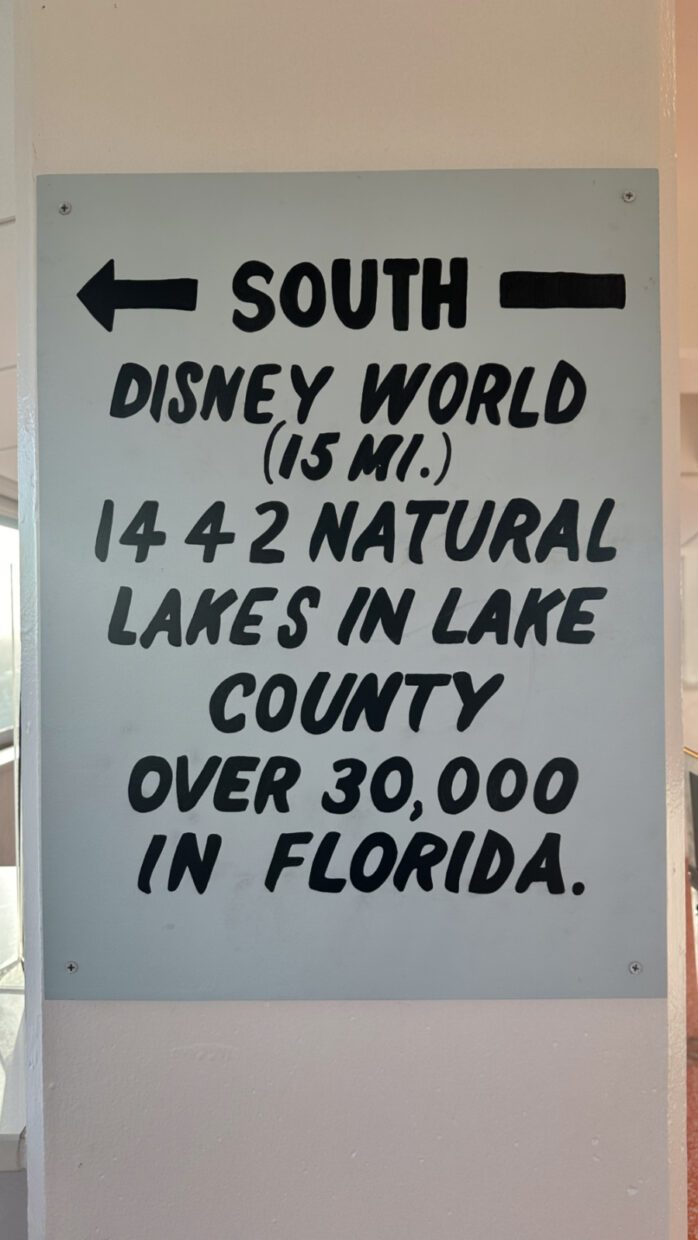 SOUTH
DISNEY WORLD
(15 MI.)
1442 NATURAL
LAKES IN LAKE
COUNTY
OVER 30,000
IN FLORIDA.